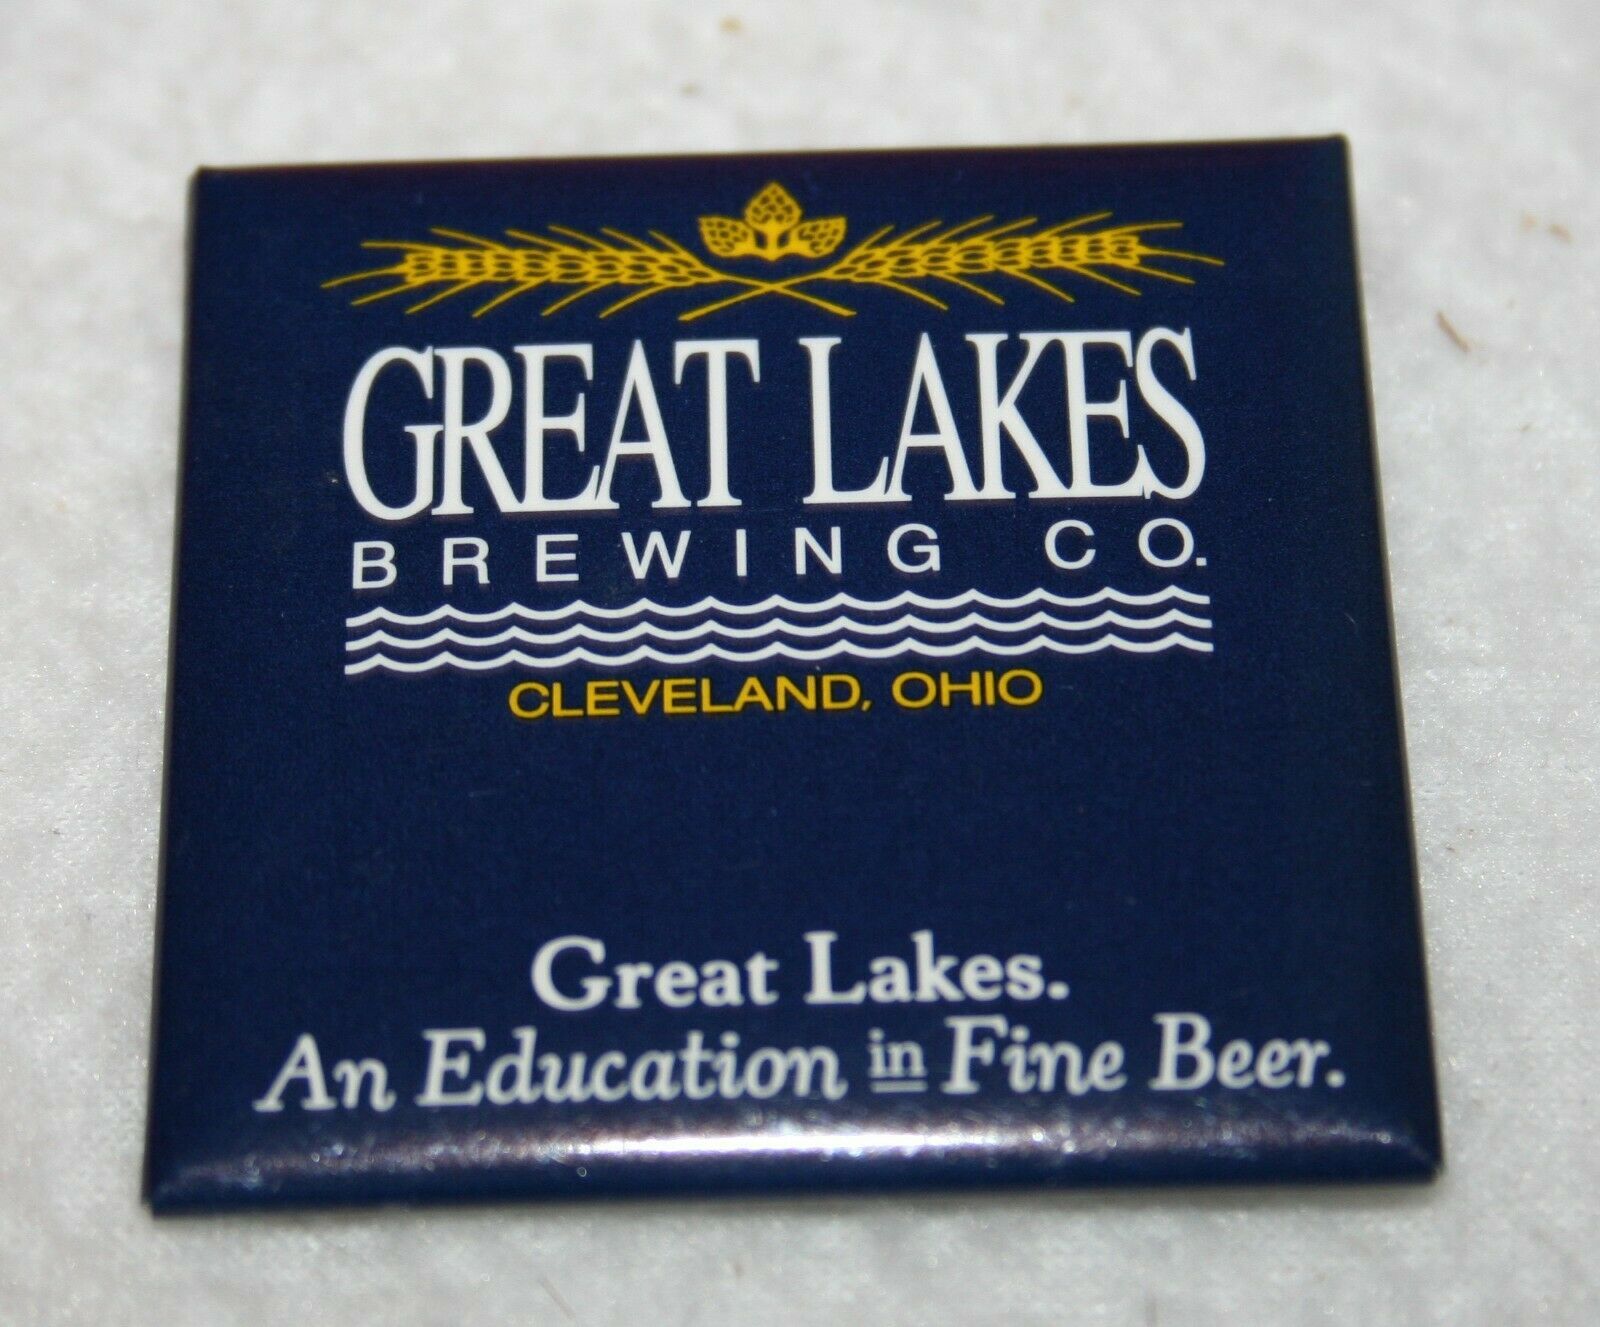 GREAT LAKES
BREWING CO.
CLEVELAND, OHIO
Great Lakes.
An Education in Fine Beer.